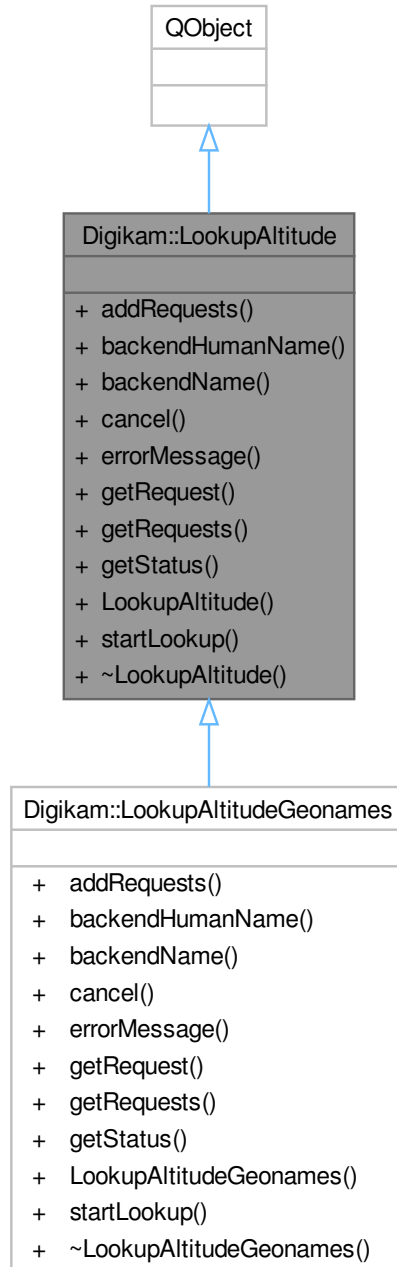 QObject
Digikam::LookupAltitude
+ addRequests()
+ backendHumanName()
+ backendName()
+ cancel()
+ errorMessage()
+ getRequest()
+ getRequests()
+ getStatus()
+ LookupAltitude()
+ startLookup()
+ ~LookupAltitude()
Digikam::LookupAltitudeGeonames
+ addRequests()
+ backendHumanName()
+ backendName()
+ cancel()
+ errorMessage()
+ getRequest()
+ getRequests()
+ getStatus()
+ LookupAltitudeGeonames()
+ startLookup()
+ ~LookupAltitudeGeonames()